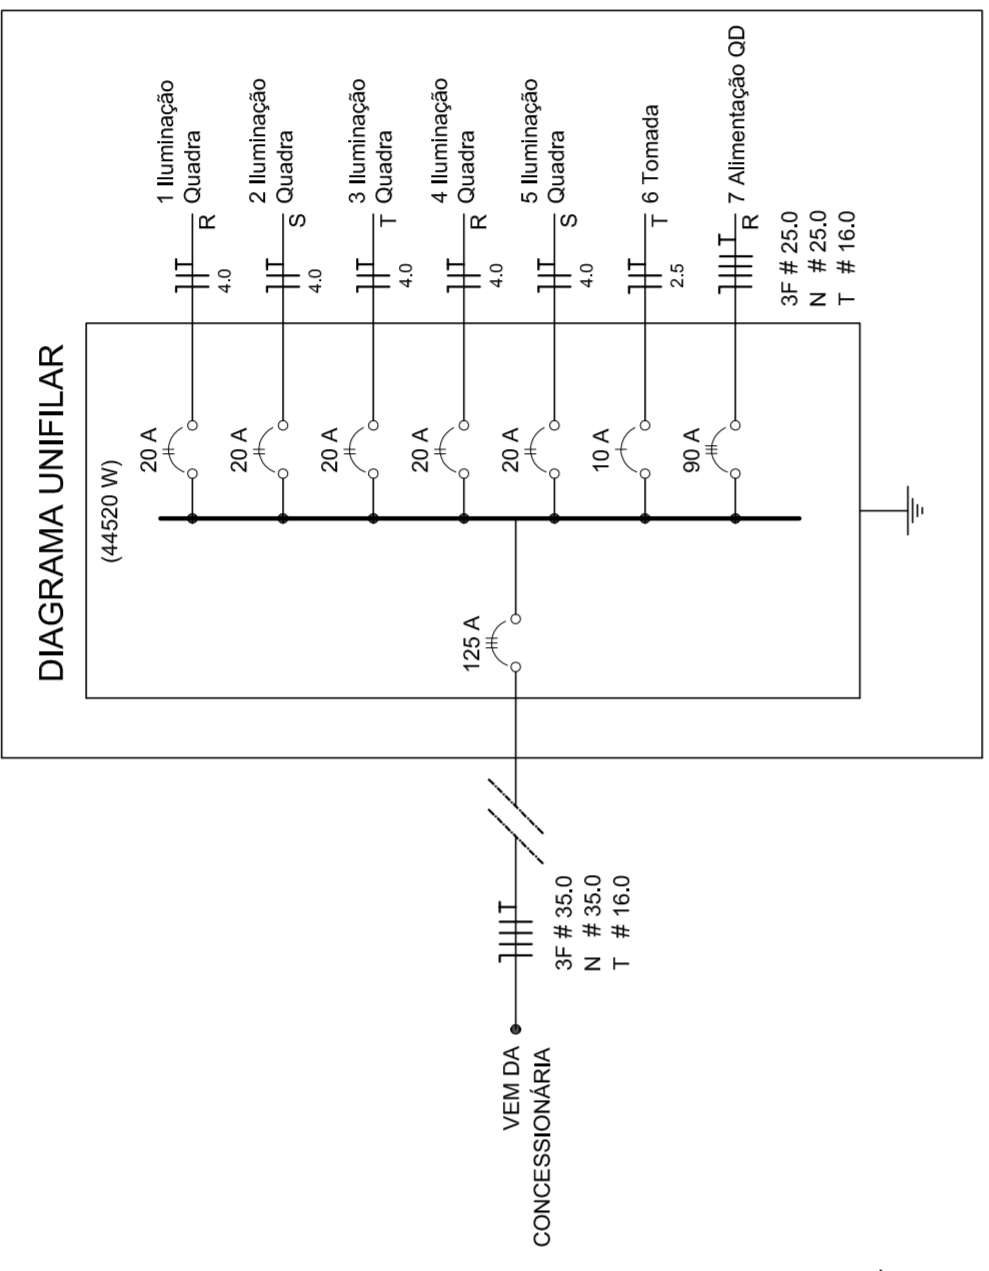 DIAGRAMA UNIFILAR
(44520 W)
VEM DA
CONCESSIONÁRIA
3F # 35.0
N # 35.0
T # 16.0
125 A
20 A
4.0
R
1 Iluminação
Quadra
20 A
4.0
S
2 Iluminação
Quadra
20 A
4.0
T
3 Iluminação
Quadra
20 A
4.0
R
4 Iluminação
Quadra
20 A
4.0
S
5 Iluminação
Quadra
10 A
2.5
T
6 Tomada
90 A
R
7 Alimentação QD
3F # 25.0
N # 25.0
T # 16.0